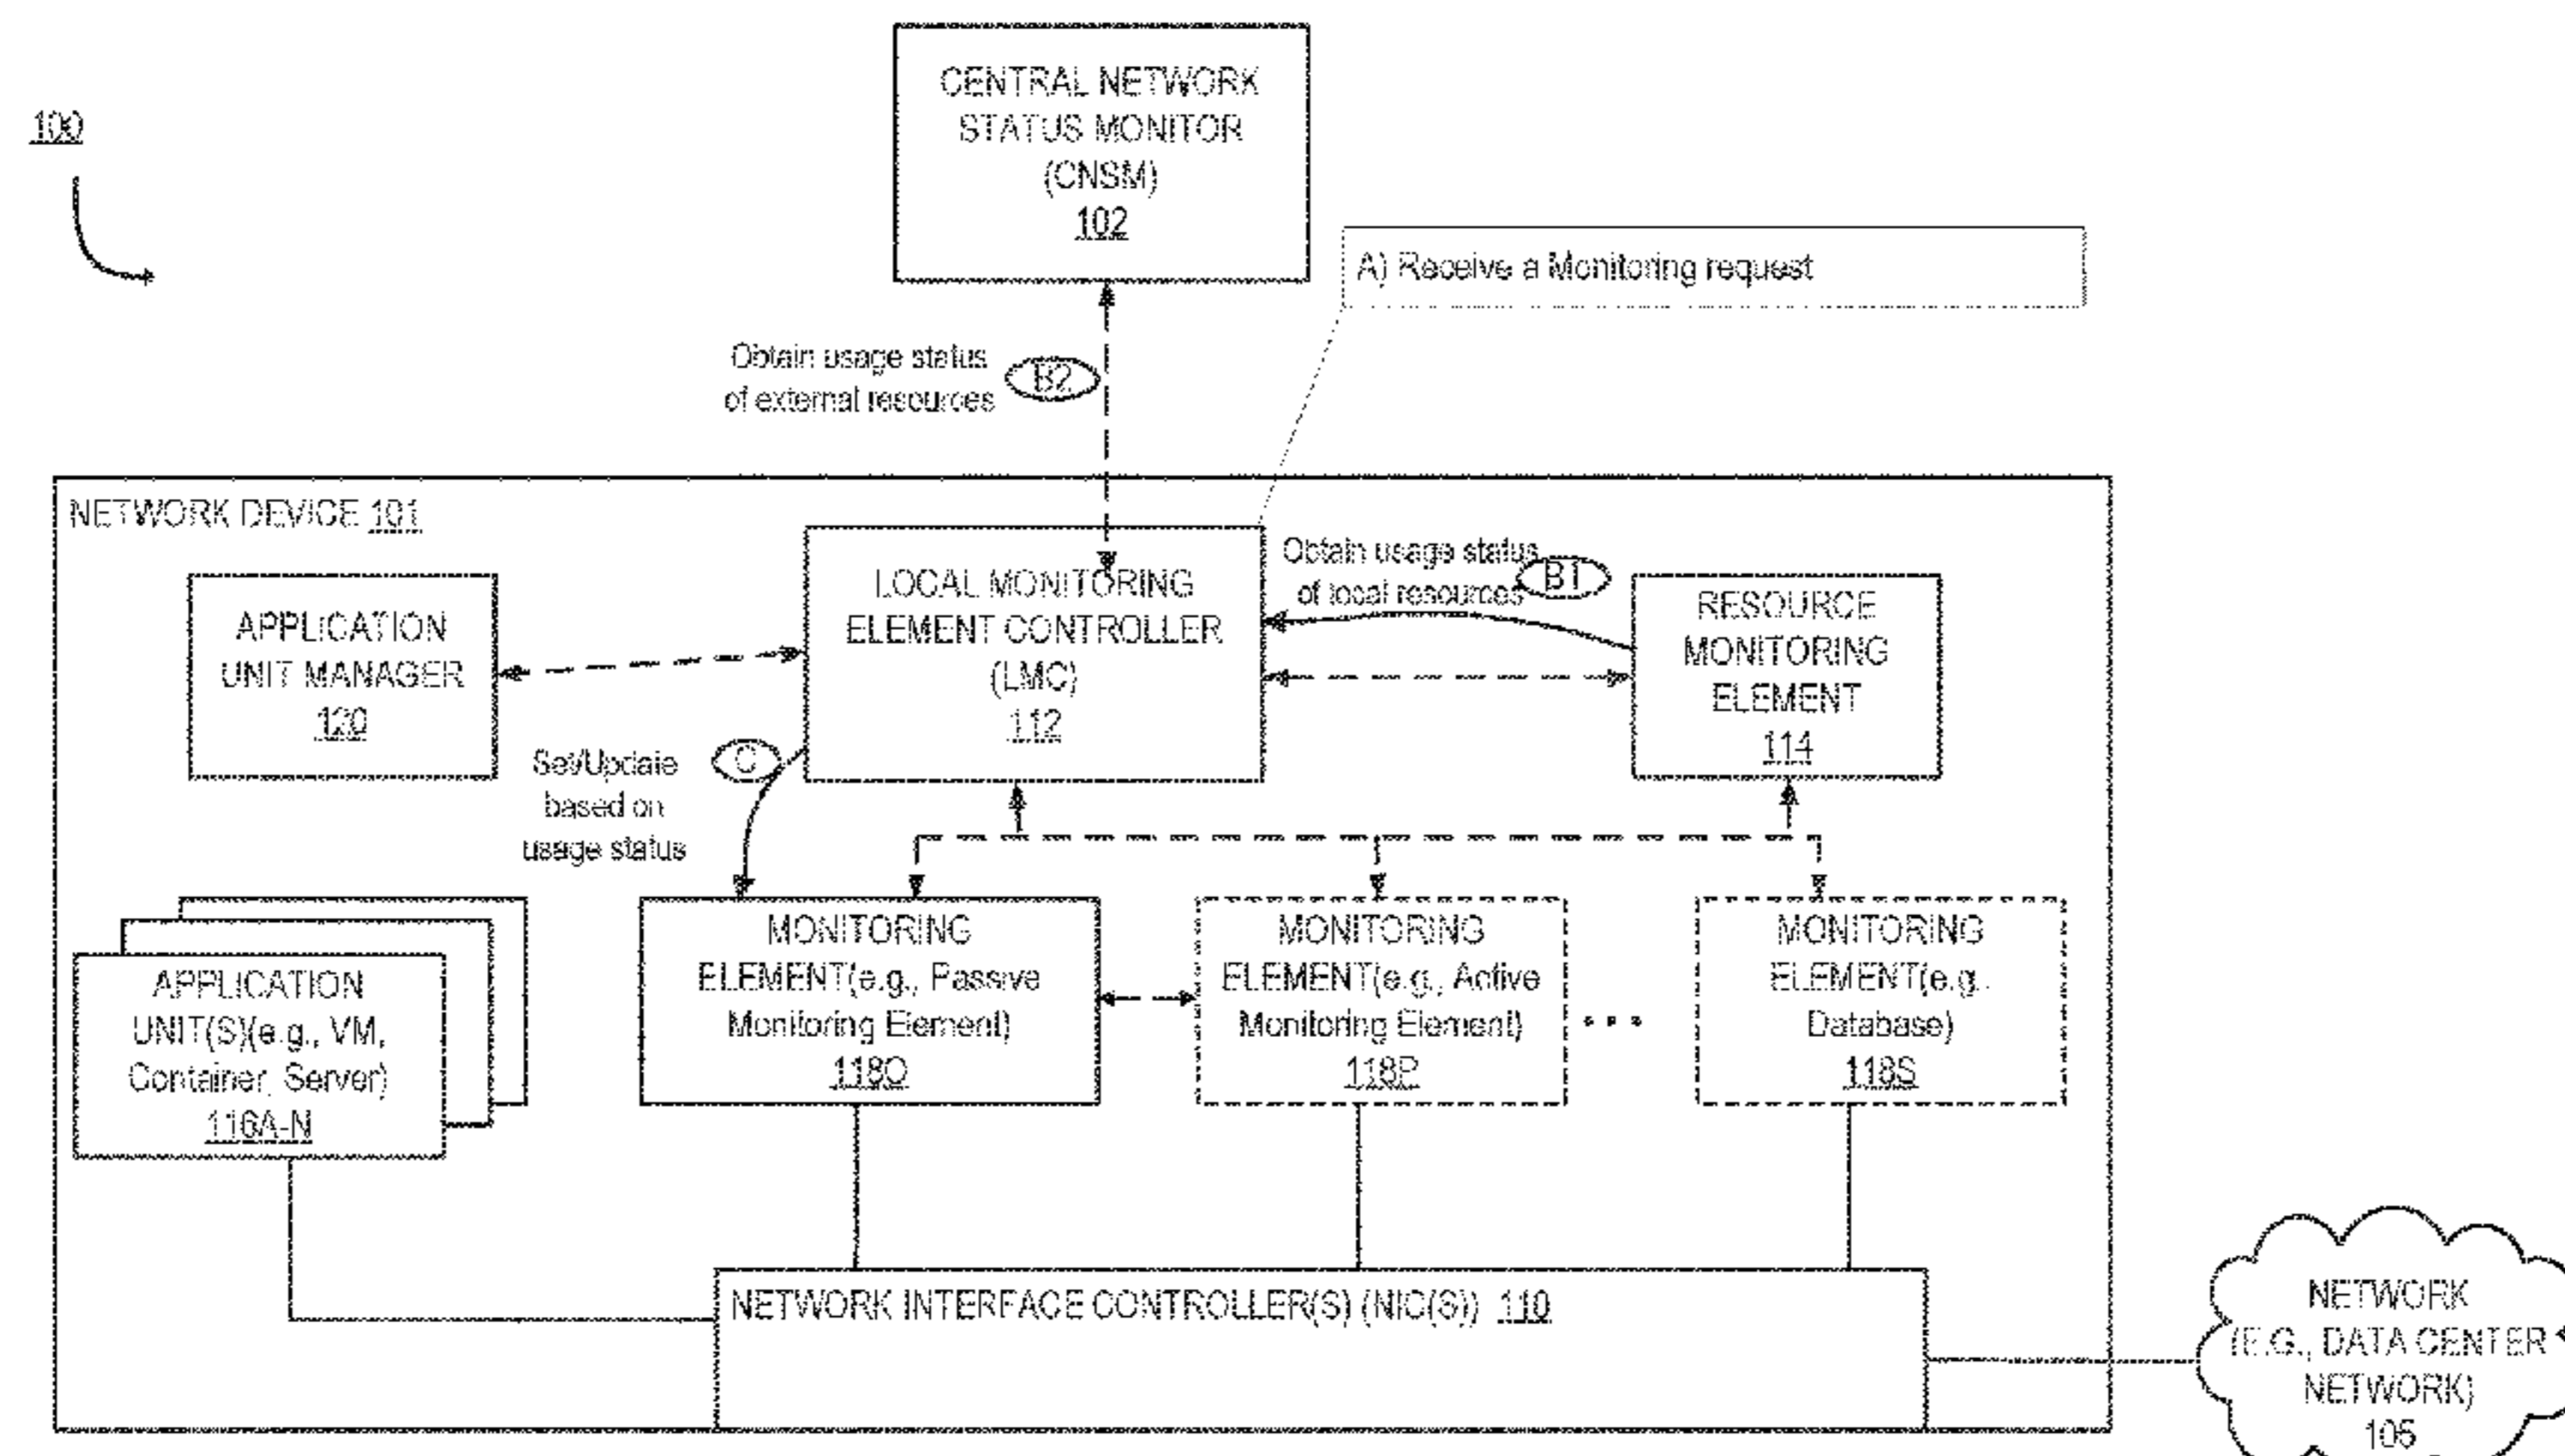 100
CENTRAL NETWORK
STATUS MONITOR
(CNSM)
102
A) Receive a Monitoring request
Obtain usage status
of external resources
B2
NETWORK DEVICE 101
APPLICATION
UNIT MANAGER
120
LOCAL MONITORING
ELEMENT CONTROLLER
(LMC)
112
Obtain usage status
of local resources
B1
RESOURCE
MONITORING
ELEMENT
114
Set/Update
based on
usage status
C
APPLICATION
UNIT(S)(e.g., VM,
Container, Server)
116A-N
MONITORING
ELEMENT(e.g., Passive
Monitoring Element)
118O
MONITORING
ELEMENT(e.g., Active
Monitoring Element)
118P
...
MONITORING
ELEMENT(e.g.,
Database)
118S
NETWORK INTERFACE CONTROLLER(S) (NIC(S)) 110
NETWORK
(E.G., DATA CENTER
NETWORK)
105